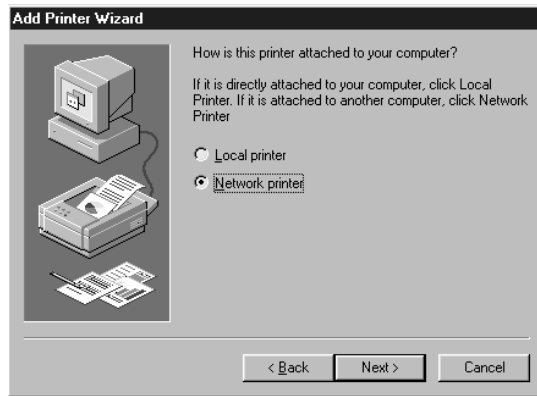 Add Printer Wizard
How is this printer attached to your computer?
If it is directly attached to your computer, click Local
Printer. If it is attached to another computer, click Network
Printer
Local printer
Network printer
< Back Next > Cancel